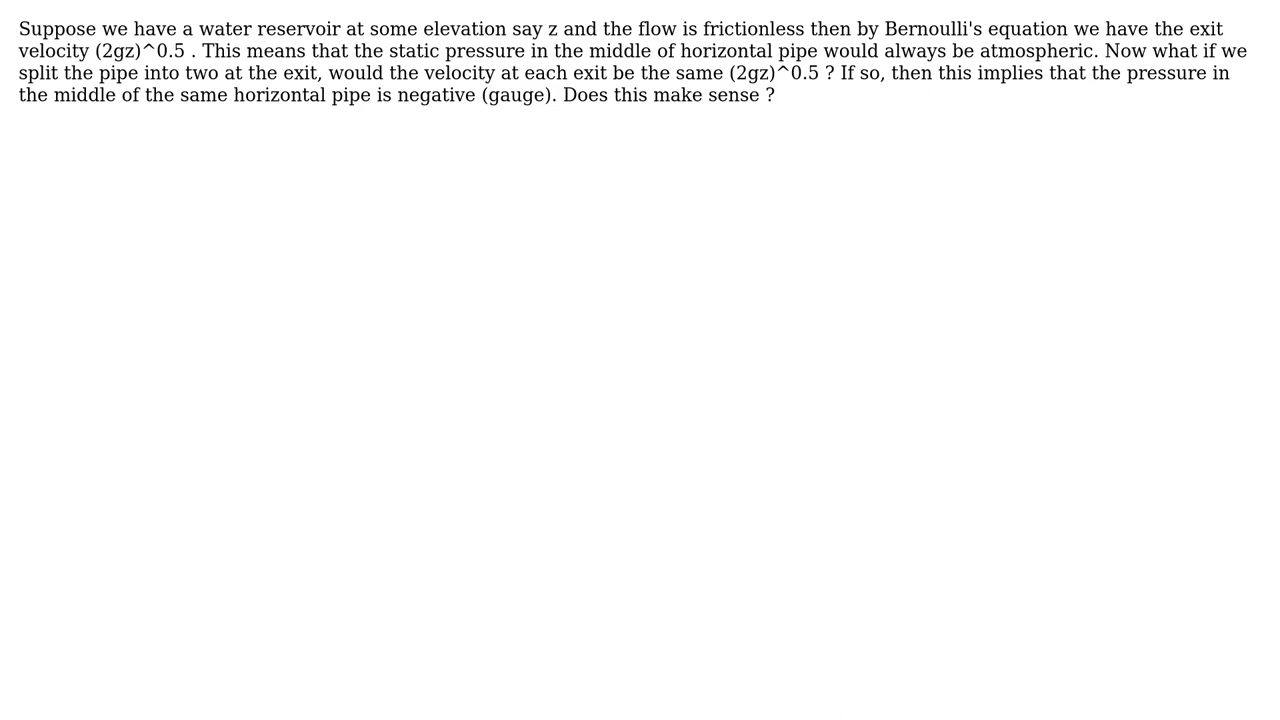 Suppose we have a water reservoir at some elevation say z and the flow is frictionless then by Bernoulli's equation we have the exit
velocity (2gz)^0.5 . This means that the static pressure in the middle of horizontal pipe would always be atmospheric. Now what if we
split the pipe into two at the exit, would the velocity at each exit be the same (2gz)^0.5 ? If so, then this implies that the pressure in
the middle of the same horizontal pipe is negative (gauge). Does this make sense ?